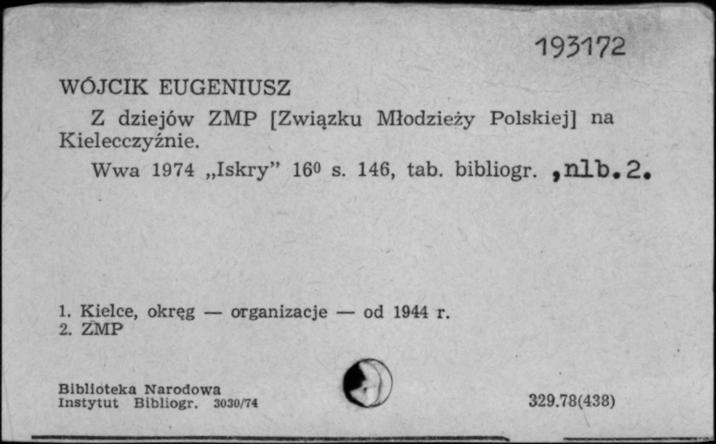 193172
WÓJCIK EUGENIUSZ
Z dziejów ZMP [Związku Młodzieży Polskiej] na
Kielecczyźnie.
Wwa 1974 „Iskry” 16⁰ s. 146, tab. bibliogr. ,nlb.2.
1. Kielce, okręg — organizacje — od 1944 r.
2. ZMP
Biblioteka Narodowa
Instytut Bibliogr. 3030/74
329.78(438)